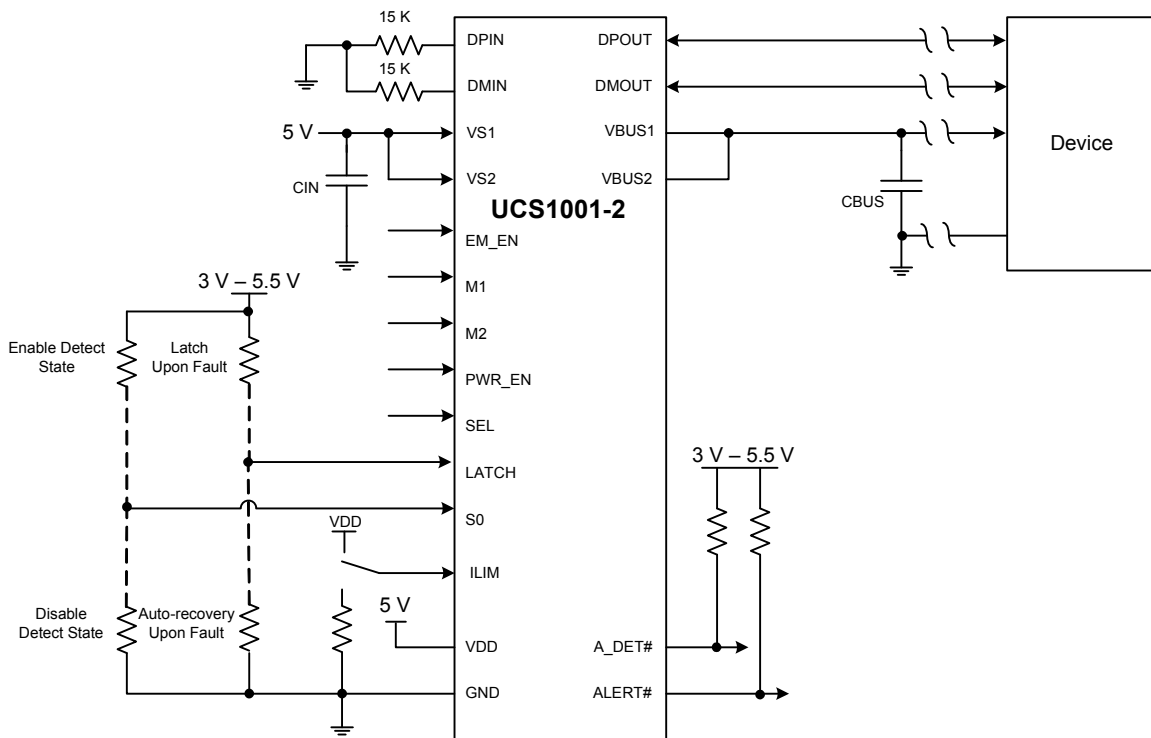 15 K
DPIN
DPOUT
15 K
DMIN
DMOUT
5 V
VS1
VBUS1
Device
CIN
VS2
VBUS2
CBUS
UCS1001-2
EM_EN
3 V – 5.5 V
M1
Enable Detect
State
Latch
Upon Fault
M2
PWR_EN
SEL
LATCH
3 V – 5.5 V
S0
VDD
ILIM
Disable
Detect State
Auto-recovery
Upon Fault
5 V
VDD
A_DET#
GND
ALERT#